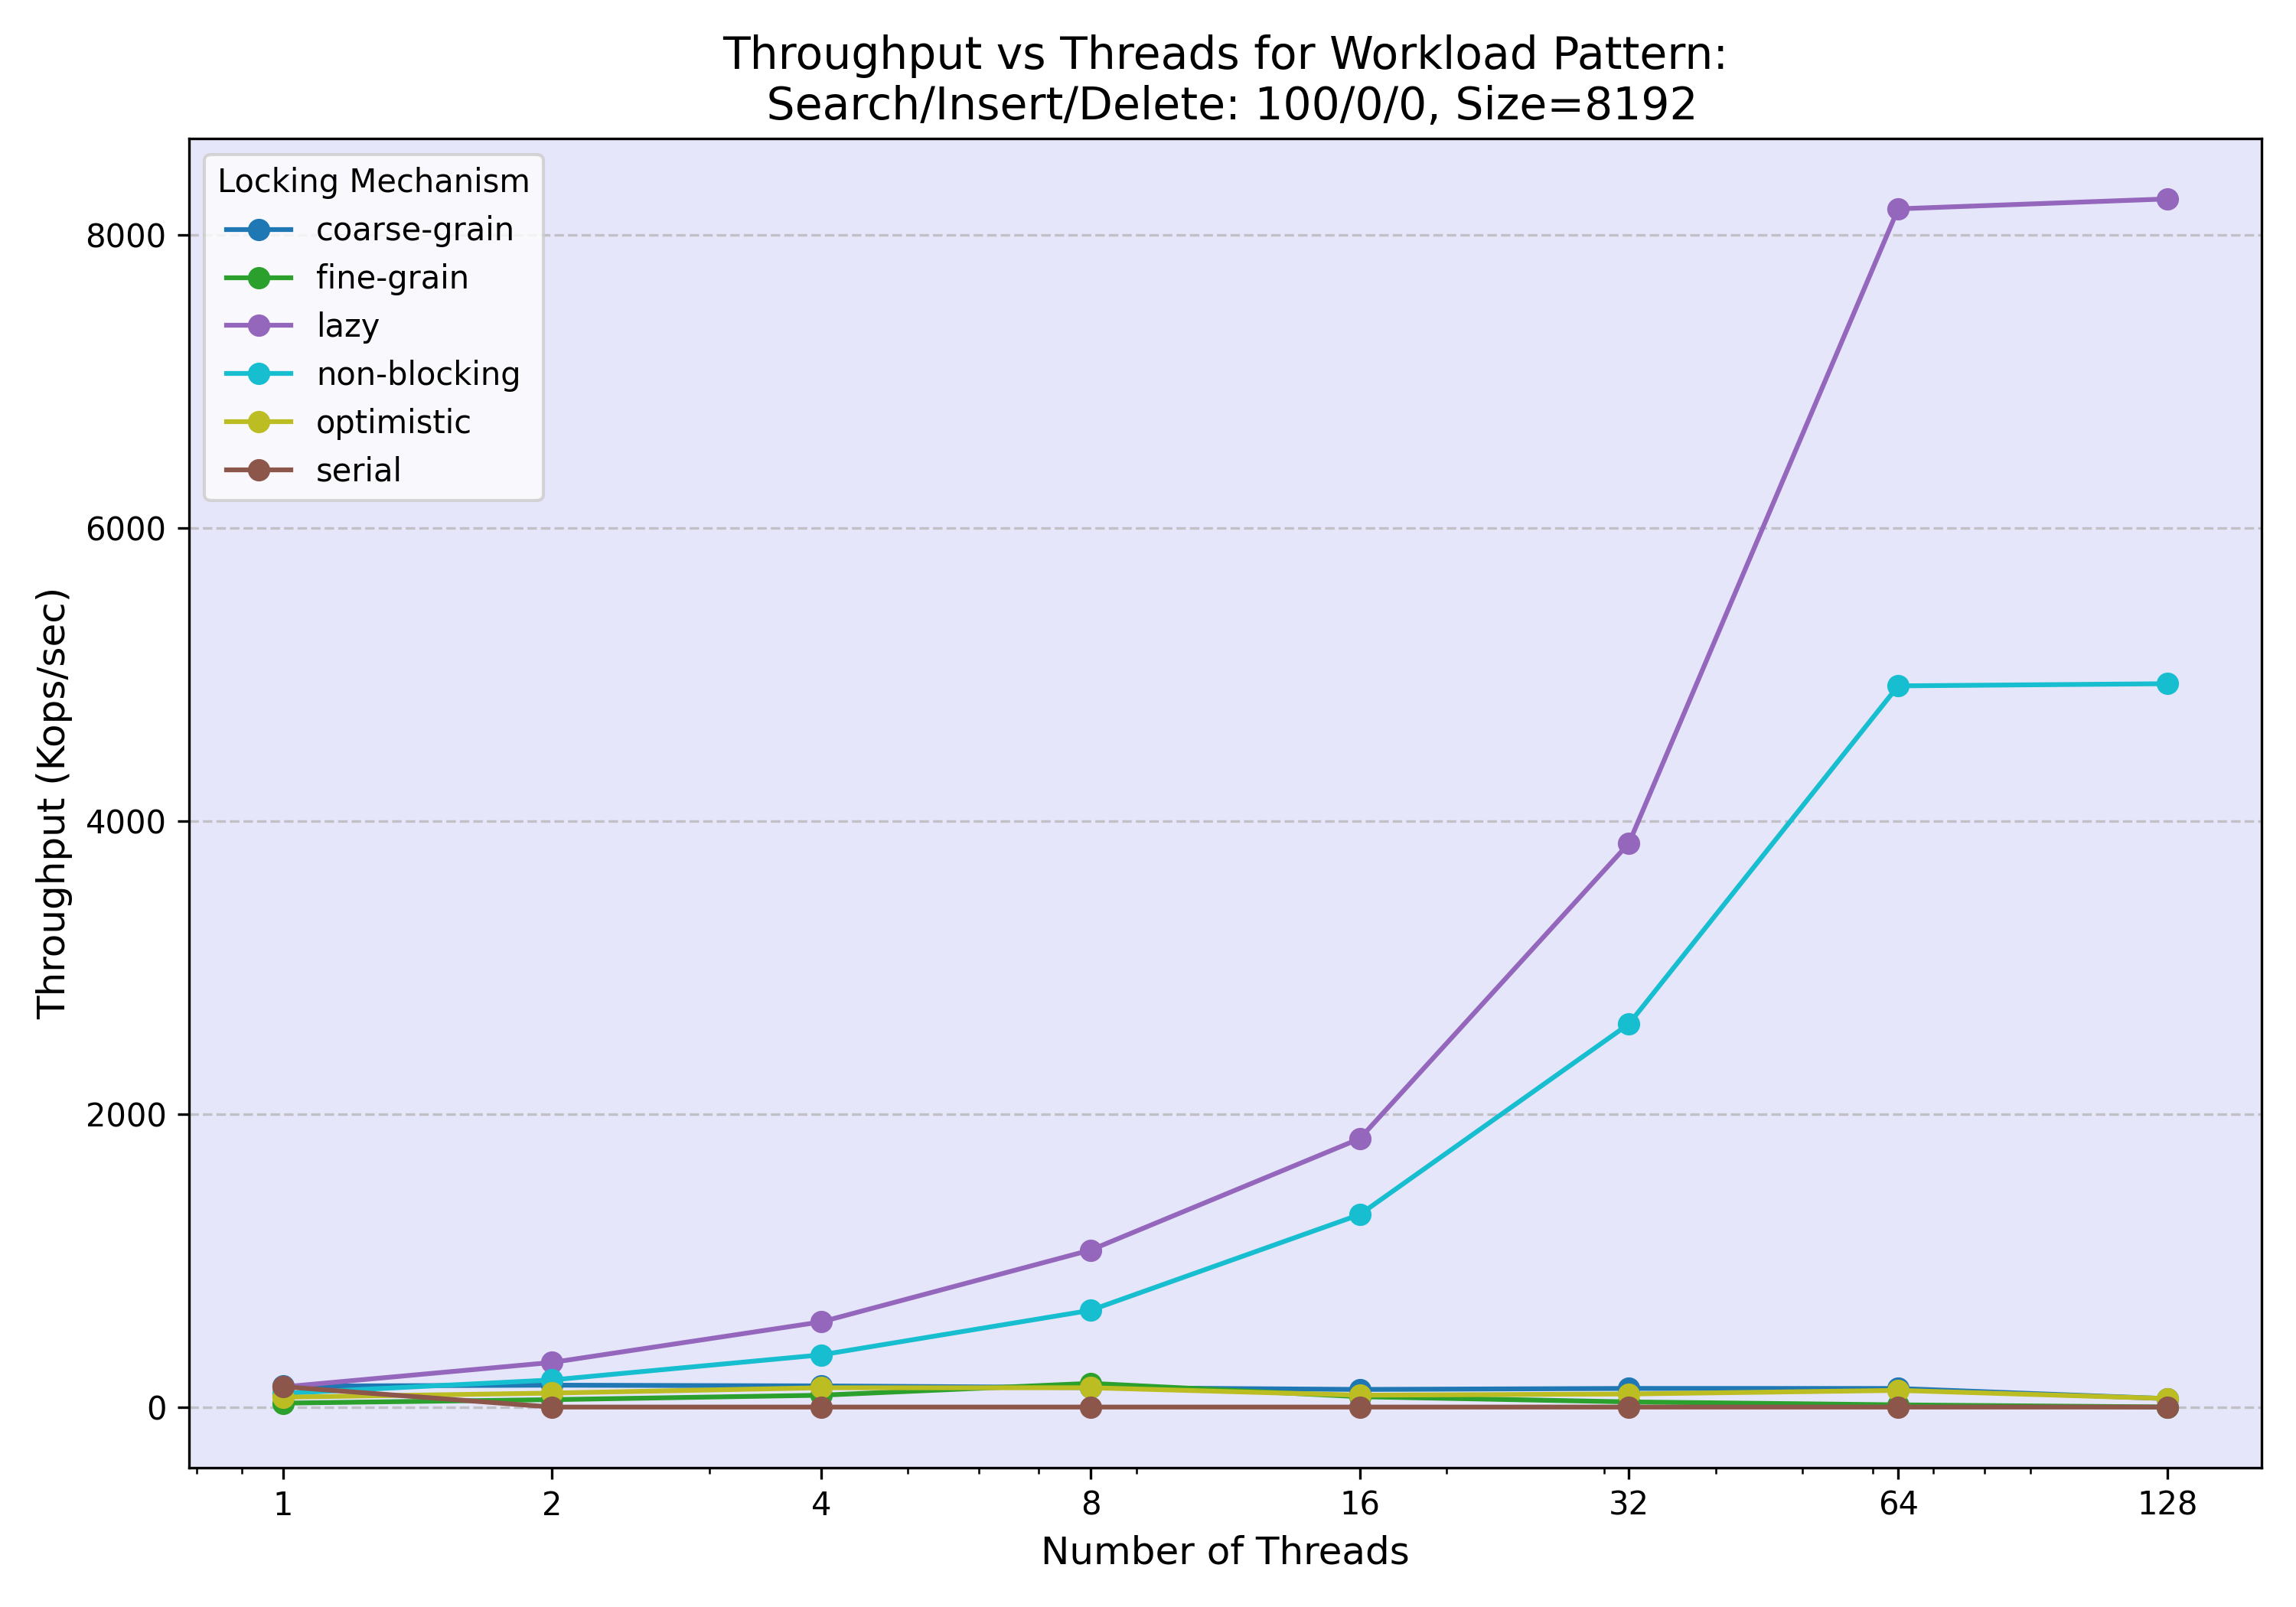 Throughput vs Threads for Workload Pattern:
Search/Insert/Delete: 100/0/0, Size=8192
Locking Mechanism
coarse-grain
fine-grain
lazy
non-blocking
optimistic
serial
8000
6000
4000
2000
0
Throughput (Kops/sec)
1 2 4 8 16 32 64 128
Number of Threads